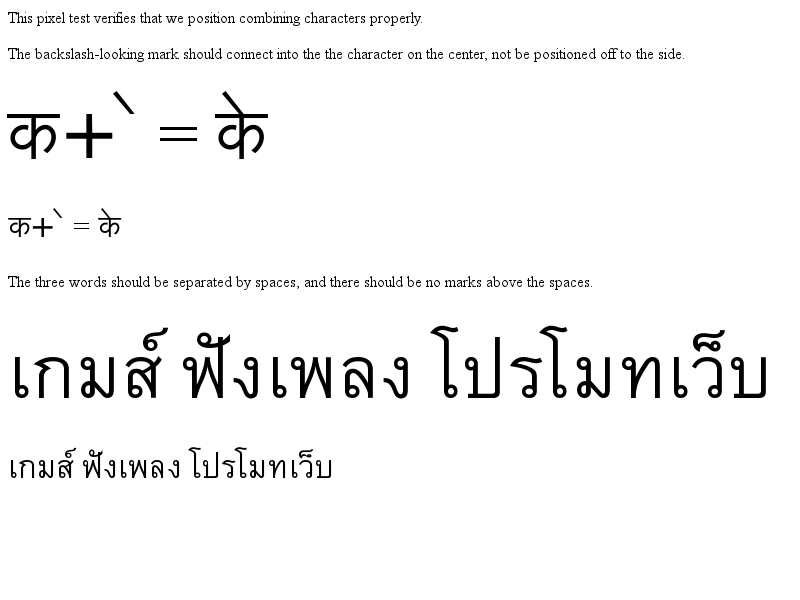 This pixel test verifies that we position combining characters properly.
The backslash-looking mark should connect into the the character on the center, not be positioned off to the side.
क+े = के
क+े = के
The three words should be separated by spaces, and there should be no marks above the spaces.
เกมส์ ฟังเพลง โปรโมทเว็บ
เกมส์ ฟังเพลง โปรโมทเว็บ